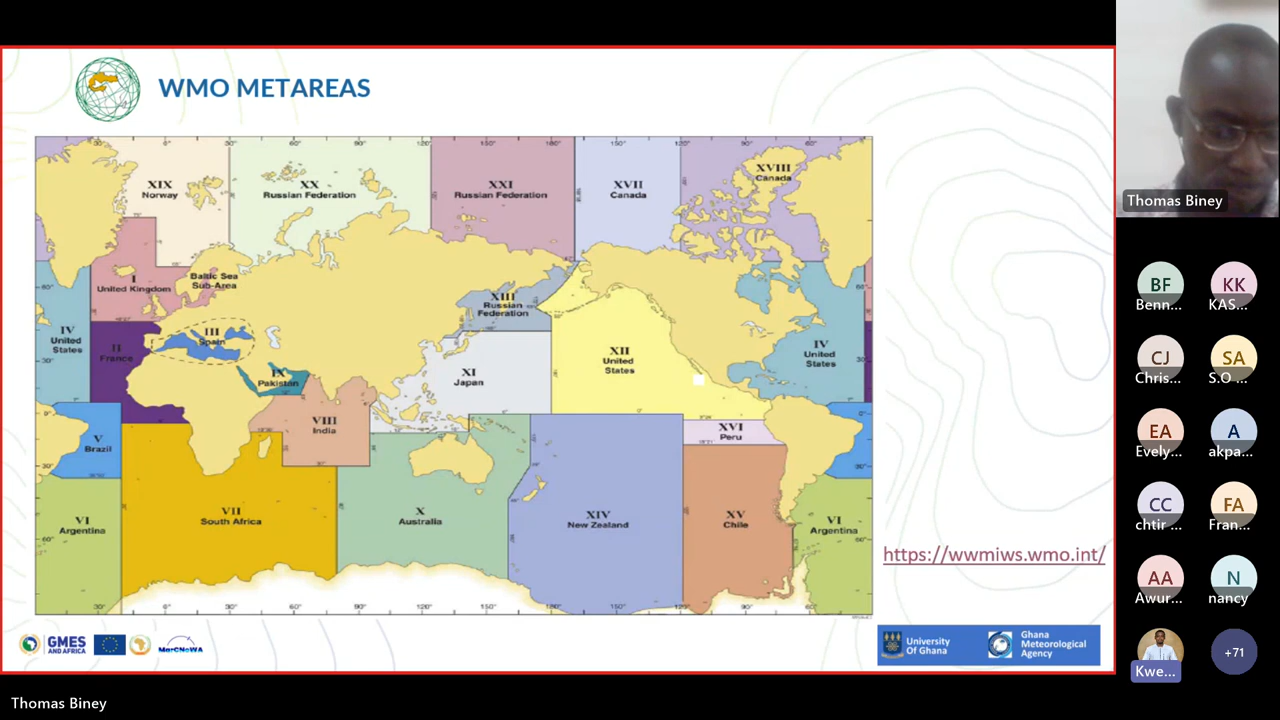 WMO METAREAS
XIX
Norway
XX
Russian Federation
XXI
Russian Federation
XVII
Canada
XVIII
Canada
I
United Kingdom
Baltic Sea
Sub-Area
XIII
Russian
Federation
IV
United
States
II
France
III
Spain
IX
Pakistan
XI
Japan
XII
United
States
IV
United
States
VIII
India
V
Brazil
XVI
Peru
VI
Argentina
VII
South Africa
X
Australia
XIV
New Zealand
XV
Chile
VI
Argentina
https://wwmiws.wmo.int/
GMES
AND AFRICA
MarCNoWA
University
Of Ghana
Ghana
Meteorological
Agency
Thomas Biney
BF
Benn...
KK
KAS...
CJ
Chris...
SA
S.O ...
EA
Evely...
A
akpa...
CC
chtir ...
FA
Fran...
AA
Awur...
N
nancy
Kwe...
+71
Thomas Biney